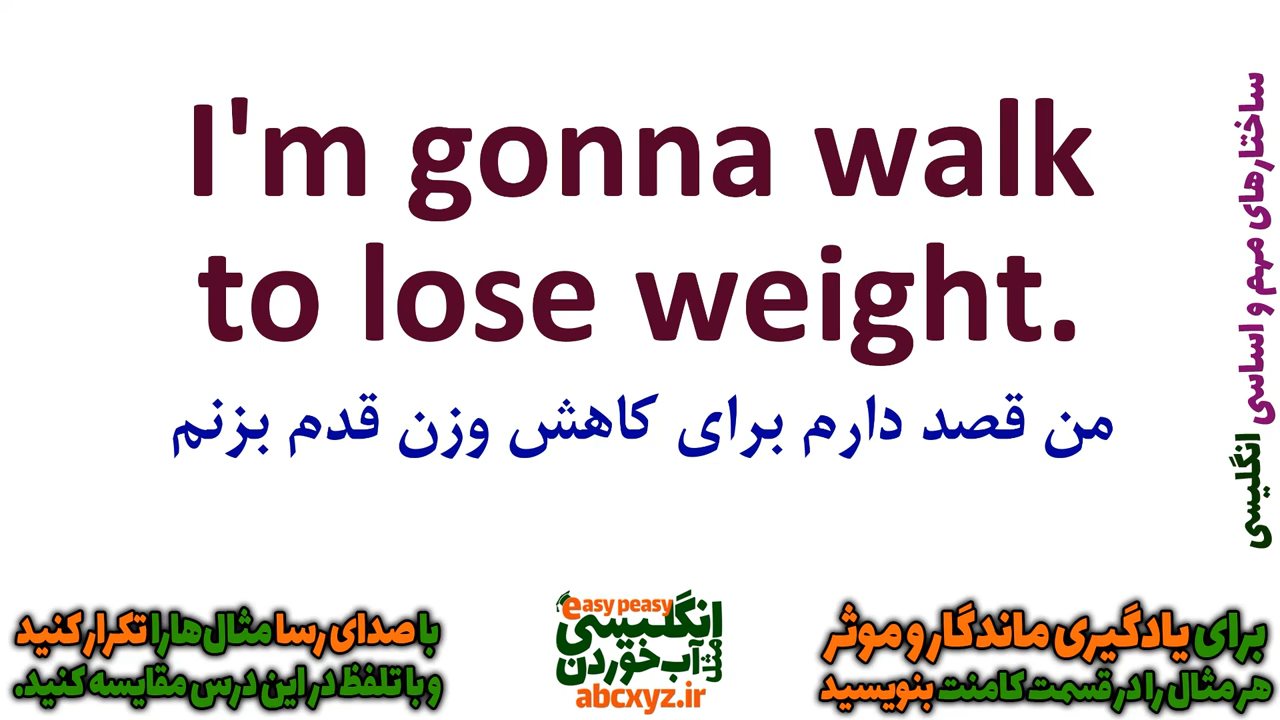 I'm gonna walk
to lose weight.
من قصد دارم برای کاهش وزن قدم بزنم
ساختارهای مهم و اساسی انگلیسی
با صدای رسا مثال‌ها را تکرار کنید
و با تلفظ در این درس مقایسه کنید.
easy peasy
انگلیسی
مثل آب خوردن
abcxyz.ir
برای یادگیری ماندگار و موثر
هر مثال را در قسمت کامنت بنویسید